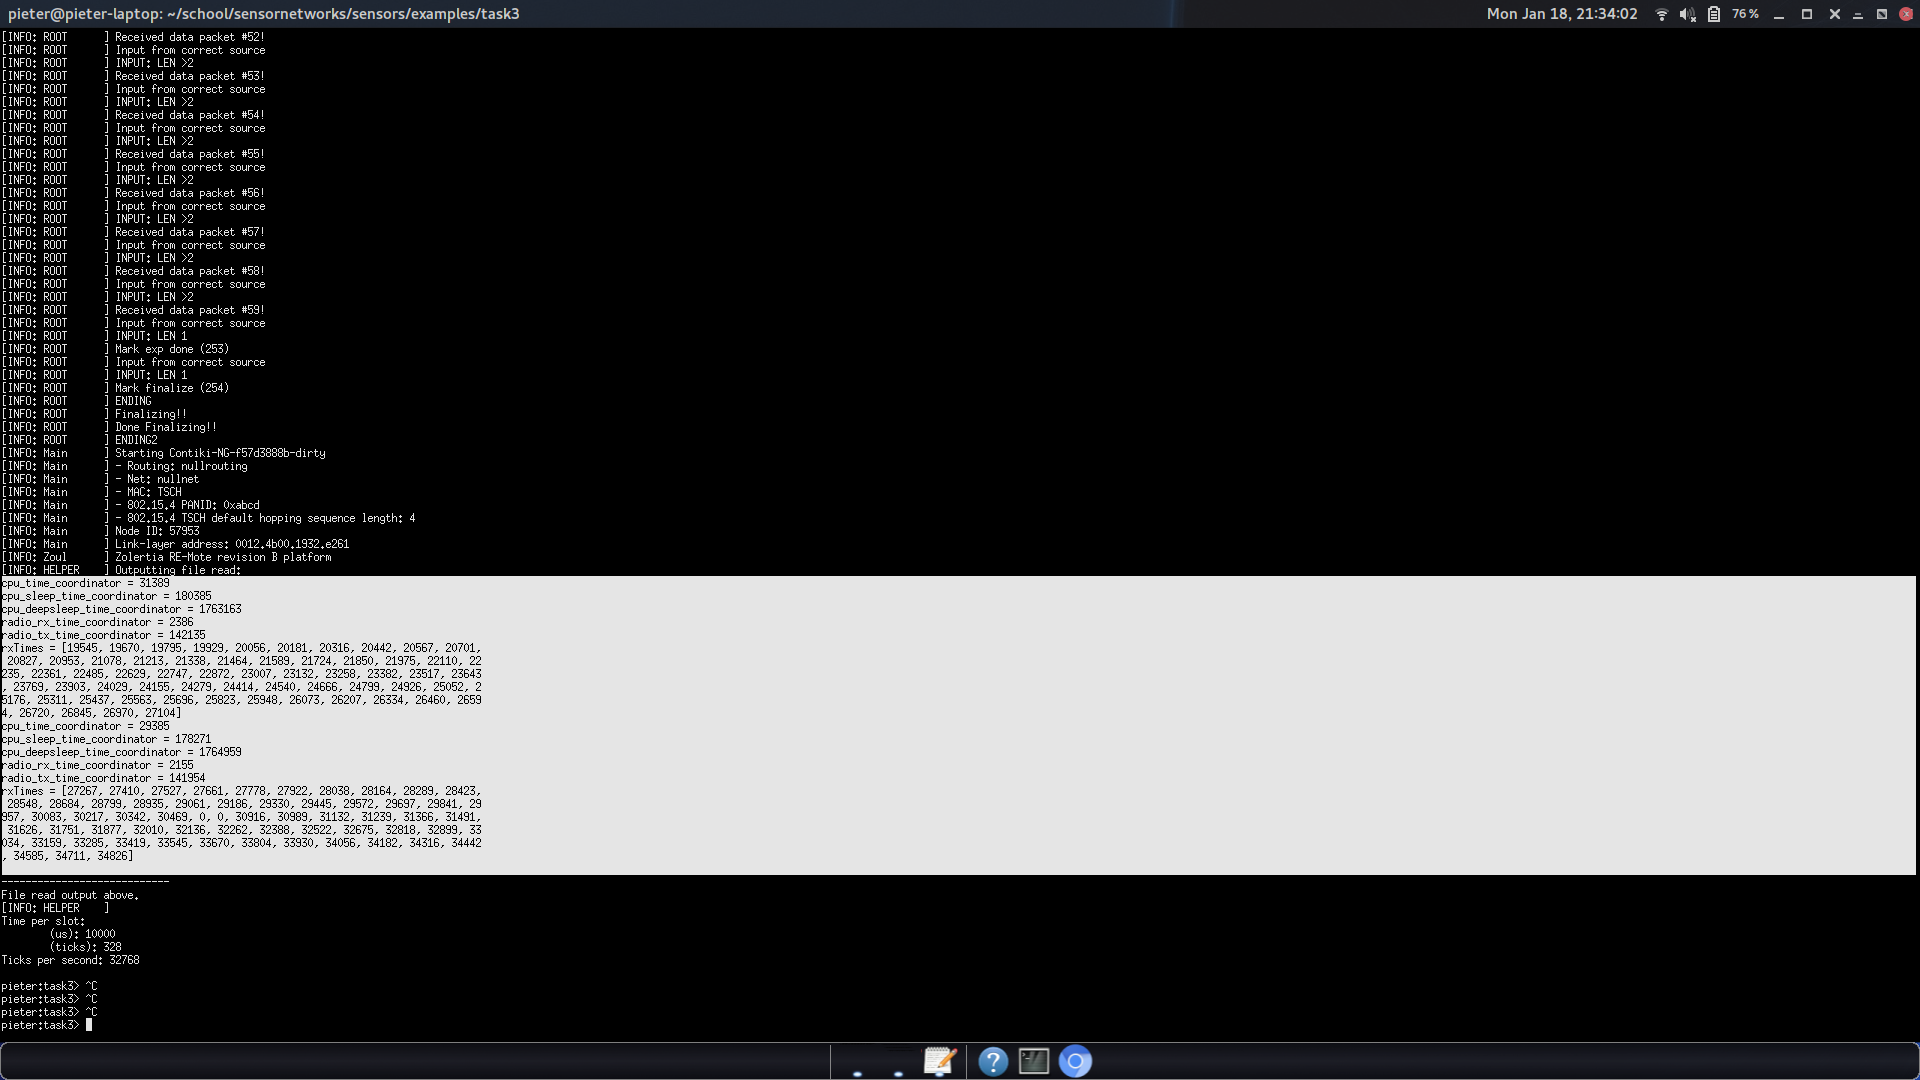 pieter@pieter-laptop: ~/school/sensornetworks/sensors/examples/task3
Mon Jan 18, 21:34:02
76%
[INFO: ROOT      ] Received data packet #52!
[INFO: ROOT      ] Input from correct source
[INFO: ROOT      ] INPUT: LEN >2
[INFO: ROOT      ] Received data packet #53!
[INFO: ROOT      ] Input from correct source
[INFO: ROOT      ] INPUT: LEN >2
[INFO: ROOT      ] Received data packet #54!
[INFO: ROOT      ] Input from correct source
[INFO: ROOT      ] INPUT: LEN >2
[INFO: ROOT      ] Received data packet #55!
[INFO: ROOT      ] Input from correct source
[INFO: ROOT      ] INPUT: LEN >2
[INFO: ROOT      ] Received data packet #56!
[INFO: ROOT      ] Input from correct source
[INFO: ROOT      ] INPUT: LEN >2
[INFO: ROOT      ] Received data packet #57!
[INFO: ROOT      ] Input from correct source
[INFO: ROOT      ] INPUT: LEN >2
[INFO: ROOT      ] Received data packet #58!
[INFO: ROOT      ] Input from correct source
[INFO: ROOT      ] INPUT: LEN >2
[INFO: ROOT      ] Received data packet #59!
[INFO: ROOT      ] Input from correct source
[INFO: ROOT      ] INPUT: LEN 1
[INFO: ROOT      ] Mark exp done (253)
[INFO: ROOT      ] Input from correct source
[INFO: ROOT      ] INPUT: LEN 1
[INFO: ROOT      ] Mark finalize (254)
[INFO: ROOT      ] ENDING
[INFO: ROOT      ] Finalizing!!
[INFO: ROOT      ] Done Finalizing!!
[INFO: ROOT      ] ENDING2
[INFO: Main      ] Starting Contiki-NG-f57d3888b-dirty
[INFO: Main      ] - Routing: nullrouting
[INFO: Main      ] - Net: nullnet
[INFO: Main      ] - MAC: TSCH
[INFO: Main      ] - 802.15.4 PANID: 0xabcd
[INFO: Main      ] - 802.15.4 TSCH default hopping sequence length: 4
[INFO: Main      ] Node ID: 57953
[INFO: Main      ] Link-layer address: 0012.4b00.1932.e261
[INFO: Zoul      ] Zolertia RE-Mote revision B platform
[INFO: HELPER    ] Outputting file read:
cpu_time_coordinator = 31389
cpu_sleep_time_coordinator = 180385
cpu_deepsleep_time_coordinator = 1763163
radio_rx_time_coordinator = 2386
radio_tx_time_coordinator = 142135
rxTimes = [19545, 19670, 19795, 19929, 20056, 20181, 20316, 20442, 20567, 20701,
 20827, 20953, 21078, 21213, 21338, 21464, 21589, 21724, 21850, 21975, 22110, 22
235, 22361, 22485, 22629, 22747, 22872, 23007, 23132, 23258, 23382, 23517, 23643
, 23769, 23903, 24029, 24155, 24279, 24414, 24540, 24666, 24799, 24926, 25052, 2
5176, 25311, 25437, 25563, 25696, 25823, 25948, 26073, 26207, 26334, 26460, 2659
4, 26720, 26845, 26970, 27104]
cpu_time_coordinator = 29385
cpu_sleep_time_coordinator = 178271
cpu_deepsleep_time_coordinator = 1764959
radio_rx_time_coordinator = 2155
radio_tx_time_coordinator = 141954
rxTimes = [27267, 27410, 27527, 27661, 27778, 27922, 28038, 28164, 28289, 28423,
 28548, 28684, 28799, 28935, 29061, 29186, 29330, 29445, 29572, 29697, 29841, 29
957, 30083, 30217, 30342, 30469, 0, 0, 30916, 30989, 31132, 31239, 31366, 31491,
 31626, 31751, 31877, 32010, 32136, 32262, 32388, 32522, 32675, 32818, 32899, 33
034, 33159, 33285, 33419, 33545, 33670, 33804, 33930, 34056, 34182, 34316, 34442
, 34585, 34711, 34826]
----------------------------
File read output above.
[INFO: HELPER    ]
Time per slot:
        (us): 10000
        (ticks): 328
Ticks per second: 32768
pieter:task3> ^C
pieter:task3> ^C
pieter:task3> ^C
pieter:task3>